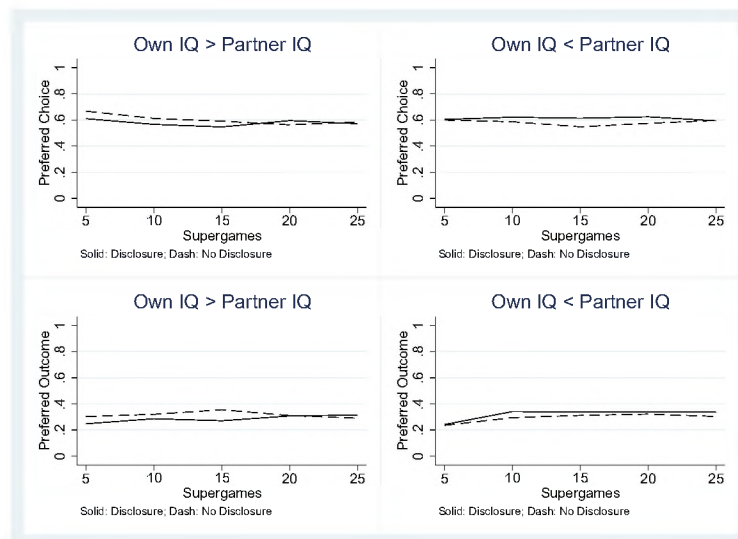 Own IQ > Partner IQ
Preferred Choice
1
.8
.6
.4
.2
0
5 10 15 20 25
Supergames
Solid: Disclosure; Dash: No Disclosure
Own IQ < Partner IQ
Preferred Choice
1
.8
.6
.4
.2
0
5 10 15 20 25
Supergames
Solid: Disclosure; Dash: No Disclosure
Own IQ > Partner IQ
Preferred Outcome
1
.8
.6
.4
.2
0
5 10 15 20 25
Supergames
Solid: Disclosure; Dash: No Disclosure
Own IQ < Partner IQ
Preferred Outcome
1
.8
.6
.4
.2
0
5 10 15 20 25
Supergames
Solid: Disclosure; Dash: No Disclosure